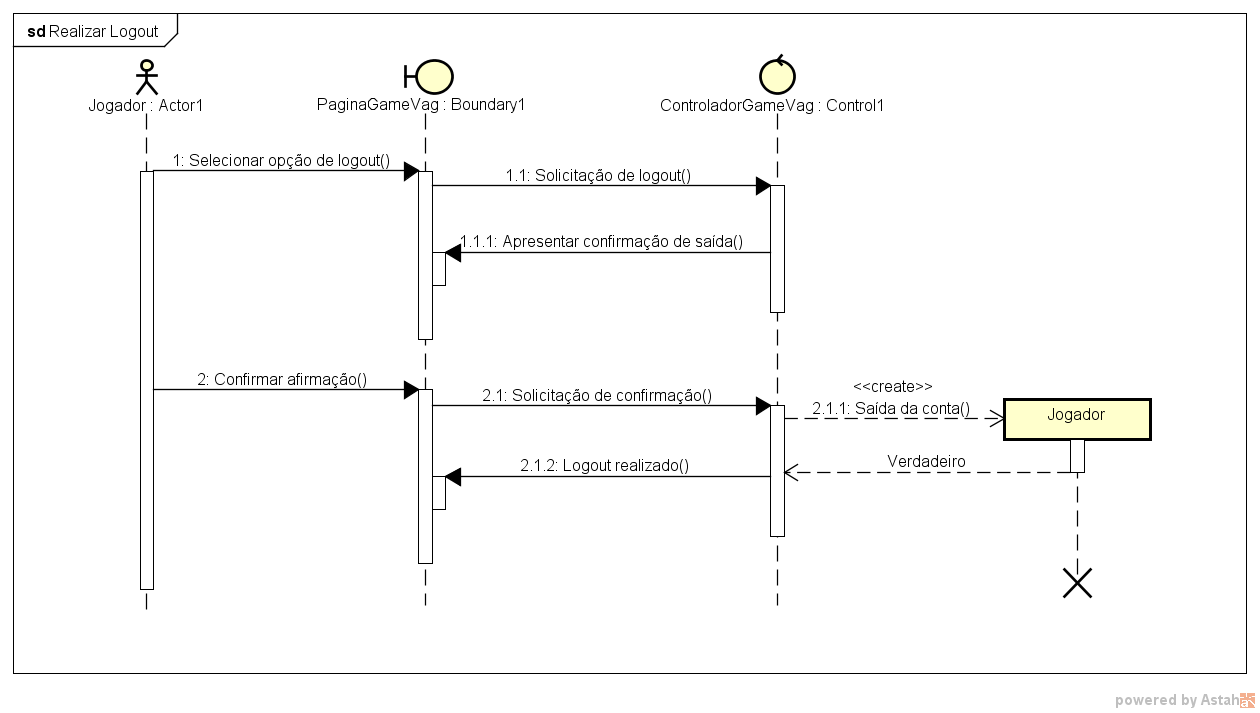 sd Realizar Logout
Jogador : Actor1
PaginaGameVag : Boundary1
ControladorGameVag : Control1
1: Selecionar opção de logout()
1.1: Solicitação de logout()
1.1.1: Apresentar confirmação de saída()
2: Confirmar afirmação()
2.1: Solicitação de confirmação()
<<create>>
2.1.1: Saída da conta()
Jogador
Verdadeiro
2.1.2: Logout realizado()
powered by Astah